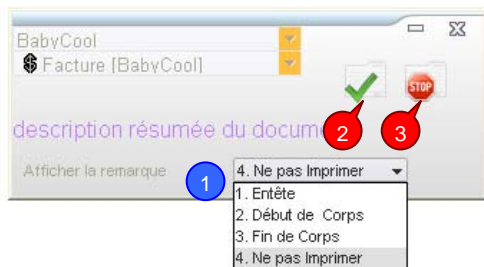 BabyCool
Facture [BabyCool]
STOP
description résumée du docume
2
3
Afficher la remarque
1
4. Ne pas Imprimer
1. Entête
2. Début de Corps
3. Fin de Corps
4. Ne pas Imprimer